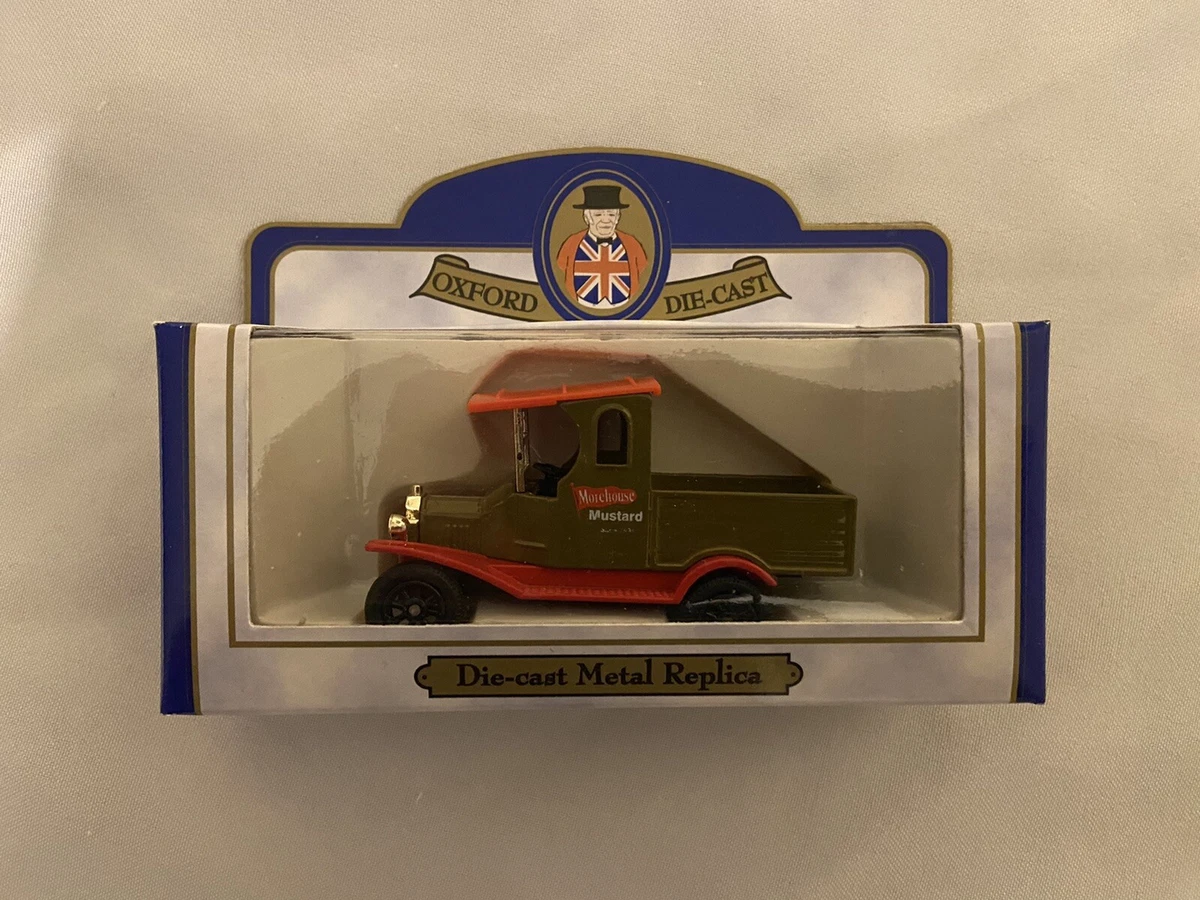 OXFORD DIE-CAST
Morehouse
Mustard
Die-cast Metal Replica